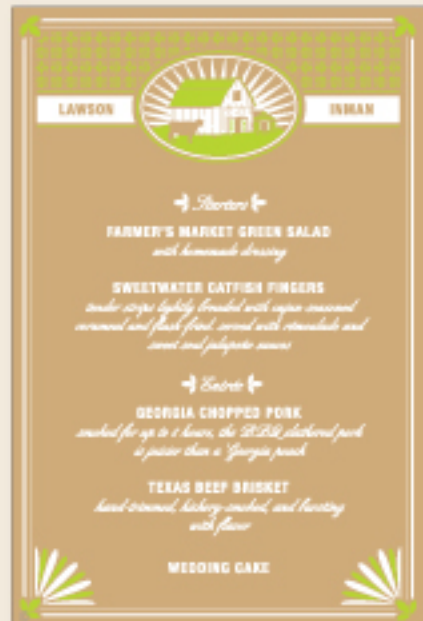 LAWSON
INMAN
Starters
FARMER'S MARKET GREEN SALAD
with homemade dressing
SWEETWATER CATFISH FINGERS
tender strips lightly breaded with cajun seasoned
cornmeal and flash fried. served with remoulade and
sweet and jalapeño sauces
Entrée
GEORGIA CHOPPED PORK
smoked for up to hours, the BBQ slathered pork
is juicier than a Georgia peach
TEXAS BEEF BRISKET
hand-trimmed, hickory-smoked, and bursting
with flavor
WEDDING CAKE